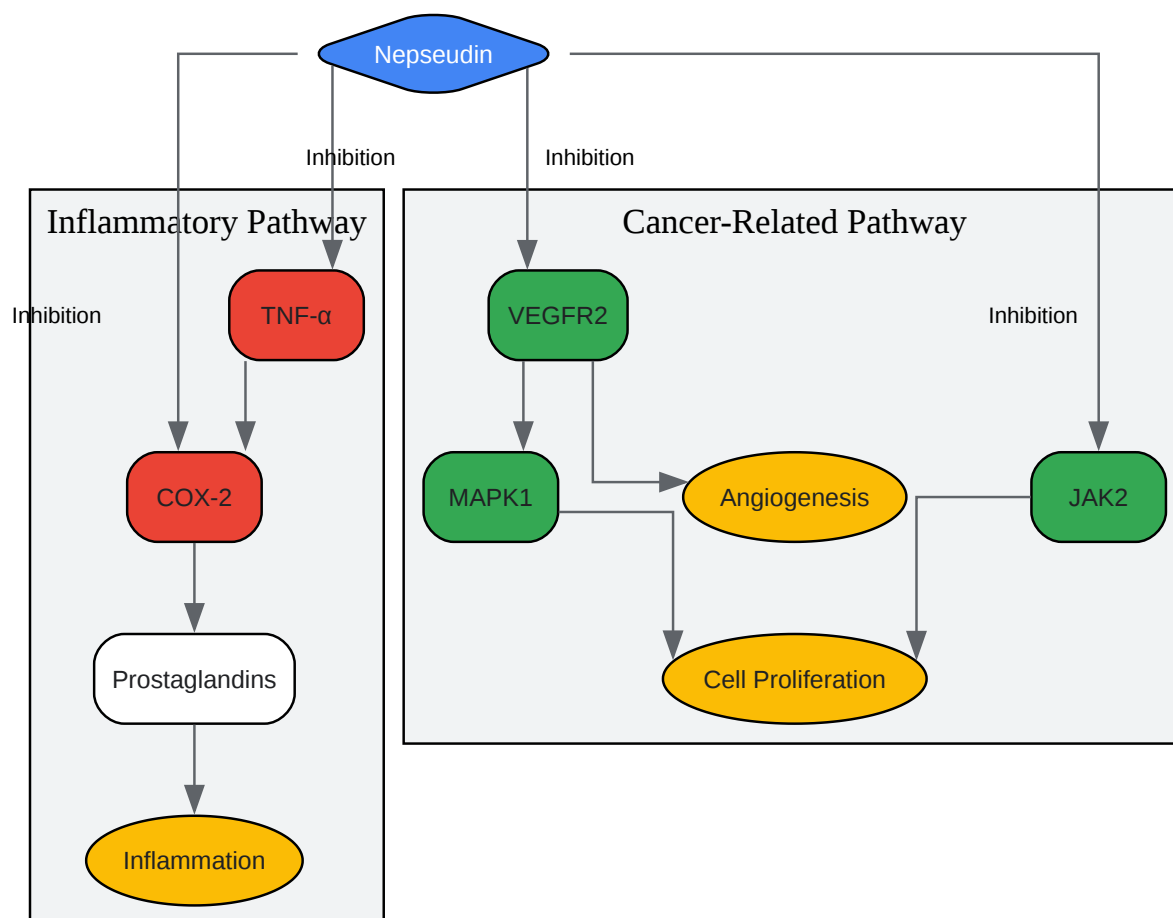 Nepseudin
Inhibition
Inhibition
Inflammatory Pathway
Cancer-Related Pathway
TNF-α
VEGFR2
Inhibition
Inhibition
COX-2
MAPK1
Angiogenesis
JAK2
Prostaglandins
Cell Proliferation
Inflammation